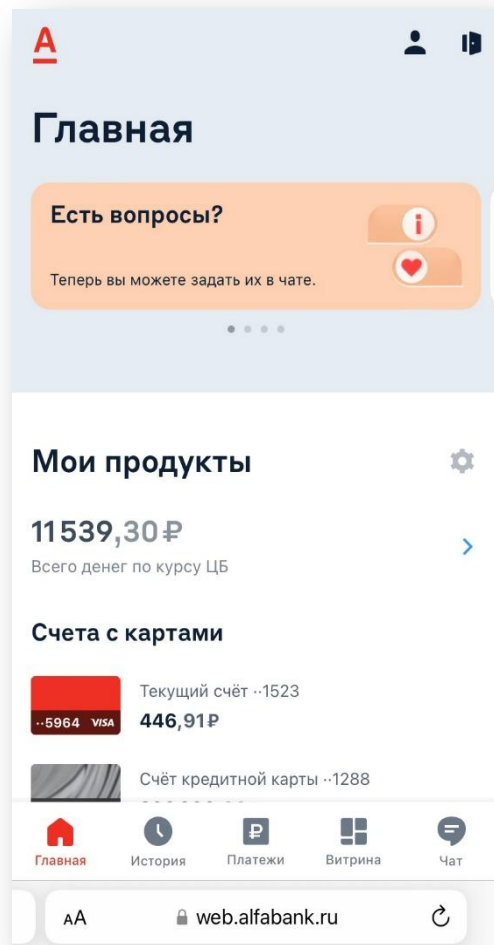 А
Главная
Есть вопросы?
Теперь вы можете задать их в чате.
Мои продукты
11 539,30 ₽
Всего денег по курсу ЦБ
Счета с картами
Текущий счёт ··1523
··5964 VISA
446,91 ₽
Счёт кредитной карты ··1288
Главная История Платежи Витрина Чат
AA web.alfabank.ru